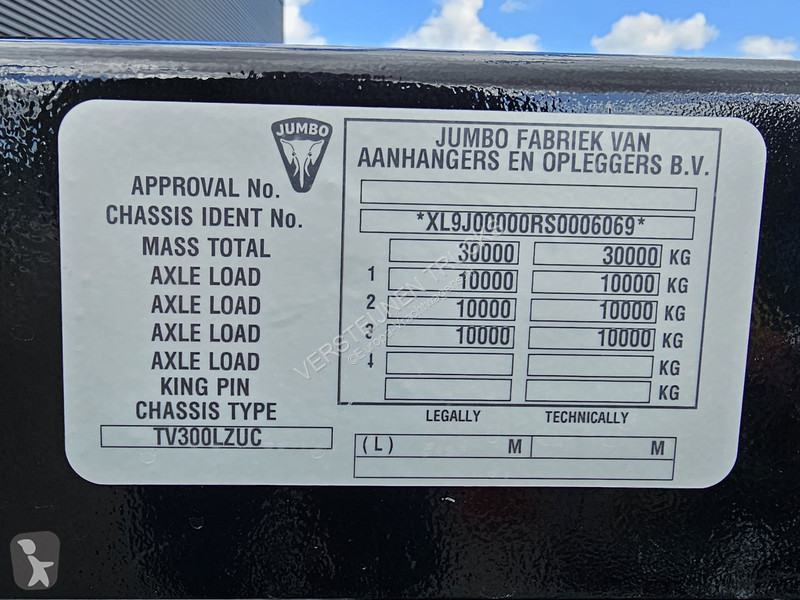 JUMBO
JUMBO FABRIEK VAN
AANHANGERS EN OPLEGGERS B.V.
APPROVAL No.
CHASSIS IDENT No. *XL9J00000RS0006069*
MASS TOTAL 30000 30000 KG
AXLE LOAD 1 10000 10000 KG
AXLE LOAD 2 10000 10000 KG
AXLE LOAD 3 10000 10000 KG
AXLE LOAD 4 KG
KING PIN KG
CHASSIS TYPE LEGALLY TECHNICALLY
TV300LZUC (L) M M
VERSTEIJNEN TRUCKS